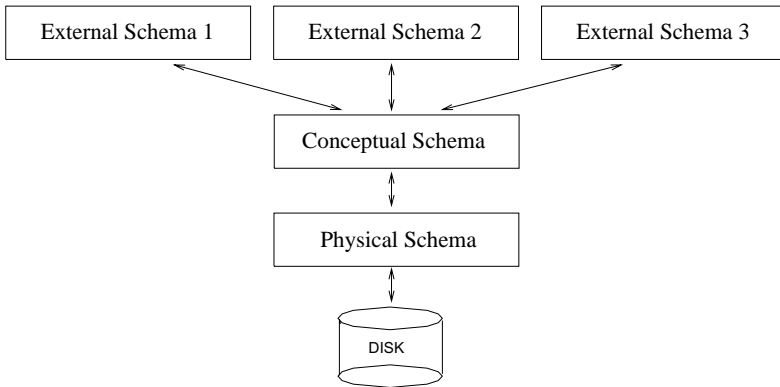 External Schema 1
External Schema 2
External Schema 3
Conceptual Schema
Physical Schema
DISK